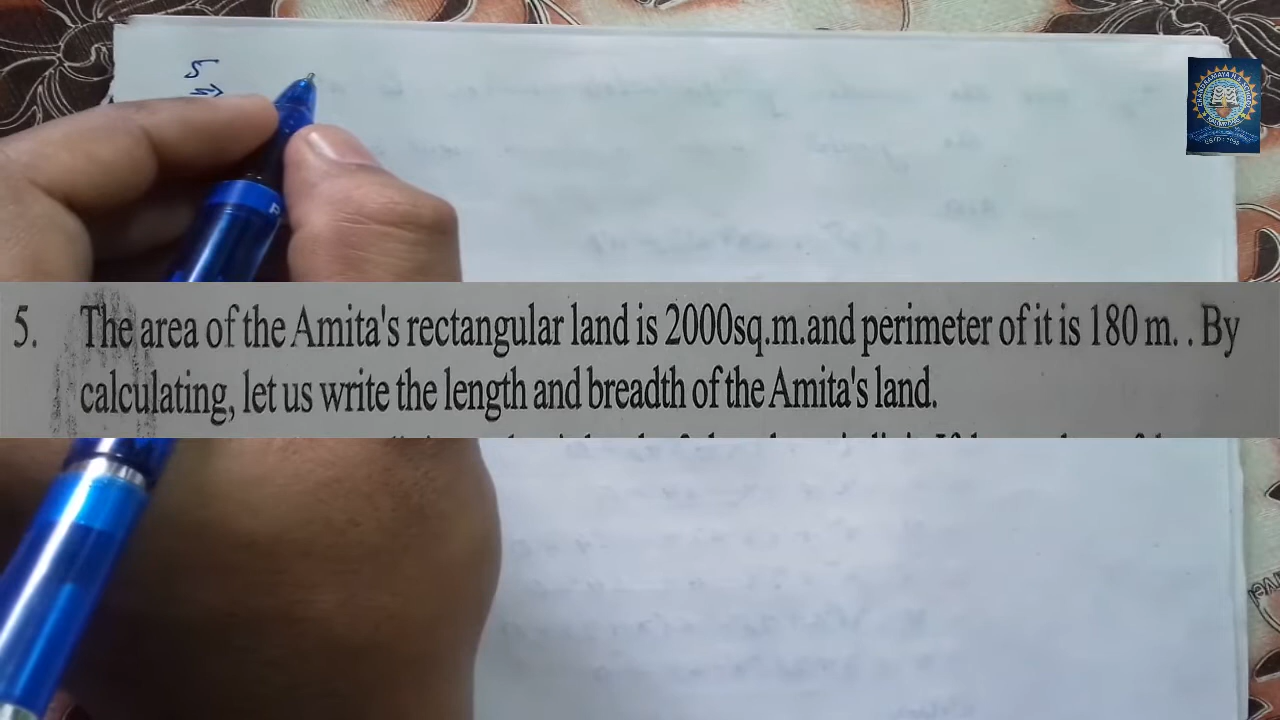 5
5. The area of the Amita's rectangular land is 2000sq.m.and perimeter of it is 180 m. . By
calculating, let us write the length and breadth of the Amita's land.